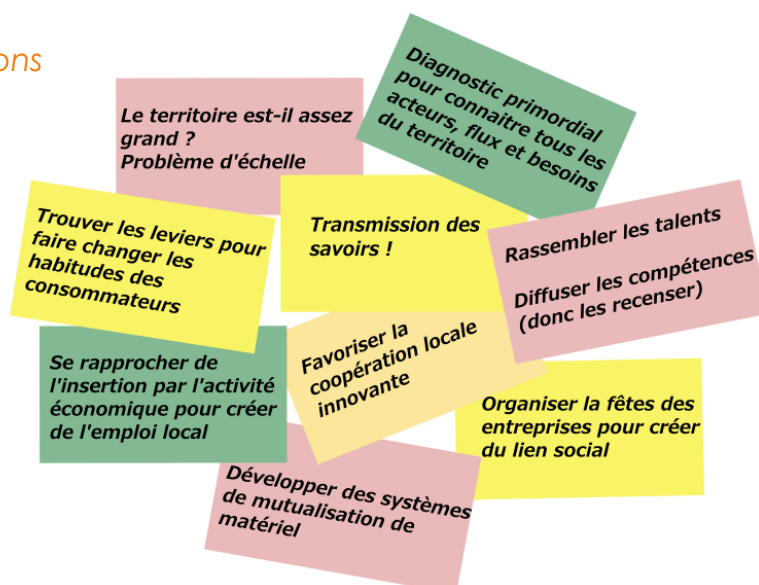 ons
Le territoire est-il assez
grand ?
Problème d'échelle
Diagnostic primordial
pour connaitre tous les
acteurs, flux et besoins
du territoire
Trouver les leviers pour
faire changer les
habitudes des
consommateurs
Transmission des
savoirs !
Rassembler les talents
Diffuser les compétences
(donc les recenser)
Se rapprocher de
l'insertion par l'activité
économique pour créer
de l'emploi local
Favoriser la
coopération locale
innovante
Organiser la fêtes des
entreprises pour créer
du lien social
Développer des systèmes
de mutualisation de
matériel